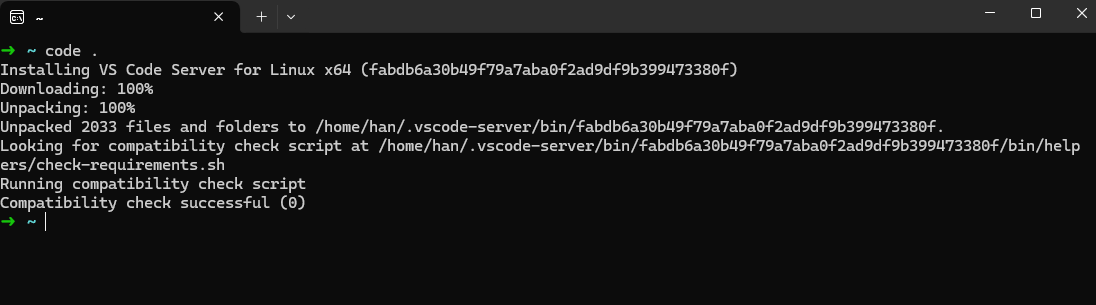 ~
➜ ~ code .
Installing VS Code Server for Linux x64 (fabdb6a30b49f79a7aba0f2ad9df9b399473380f)
Downloading: 100%
Unpacking: 100%
Unpacked 2033 files and folders to /home/han/.vscode-server/bin/fabdb6a30b49f79a7aba0f2ad9df9b399473380f.
Looking for compatibility check script at /home/han/.vscode-server/bin/fabdb6a30b49f79a7aba0f2ad9df9b399473380f/bin/help
ers/check-requirements.sh
Running compatibility check script
Compatibility check successful (0)
➜ ~